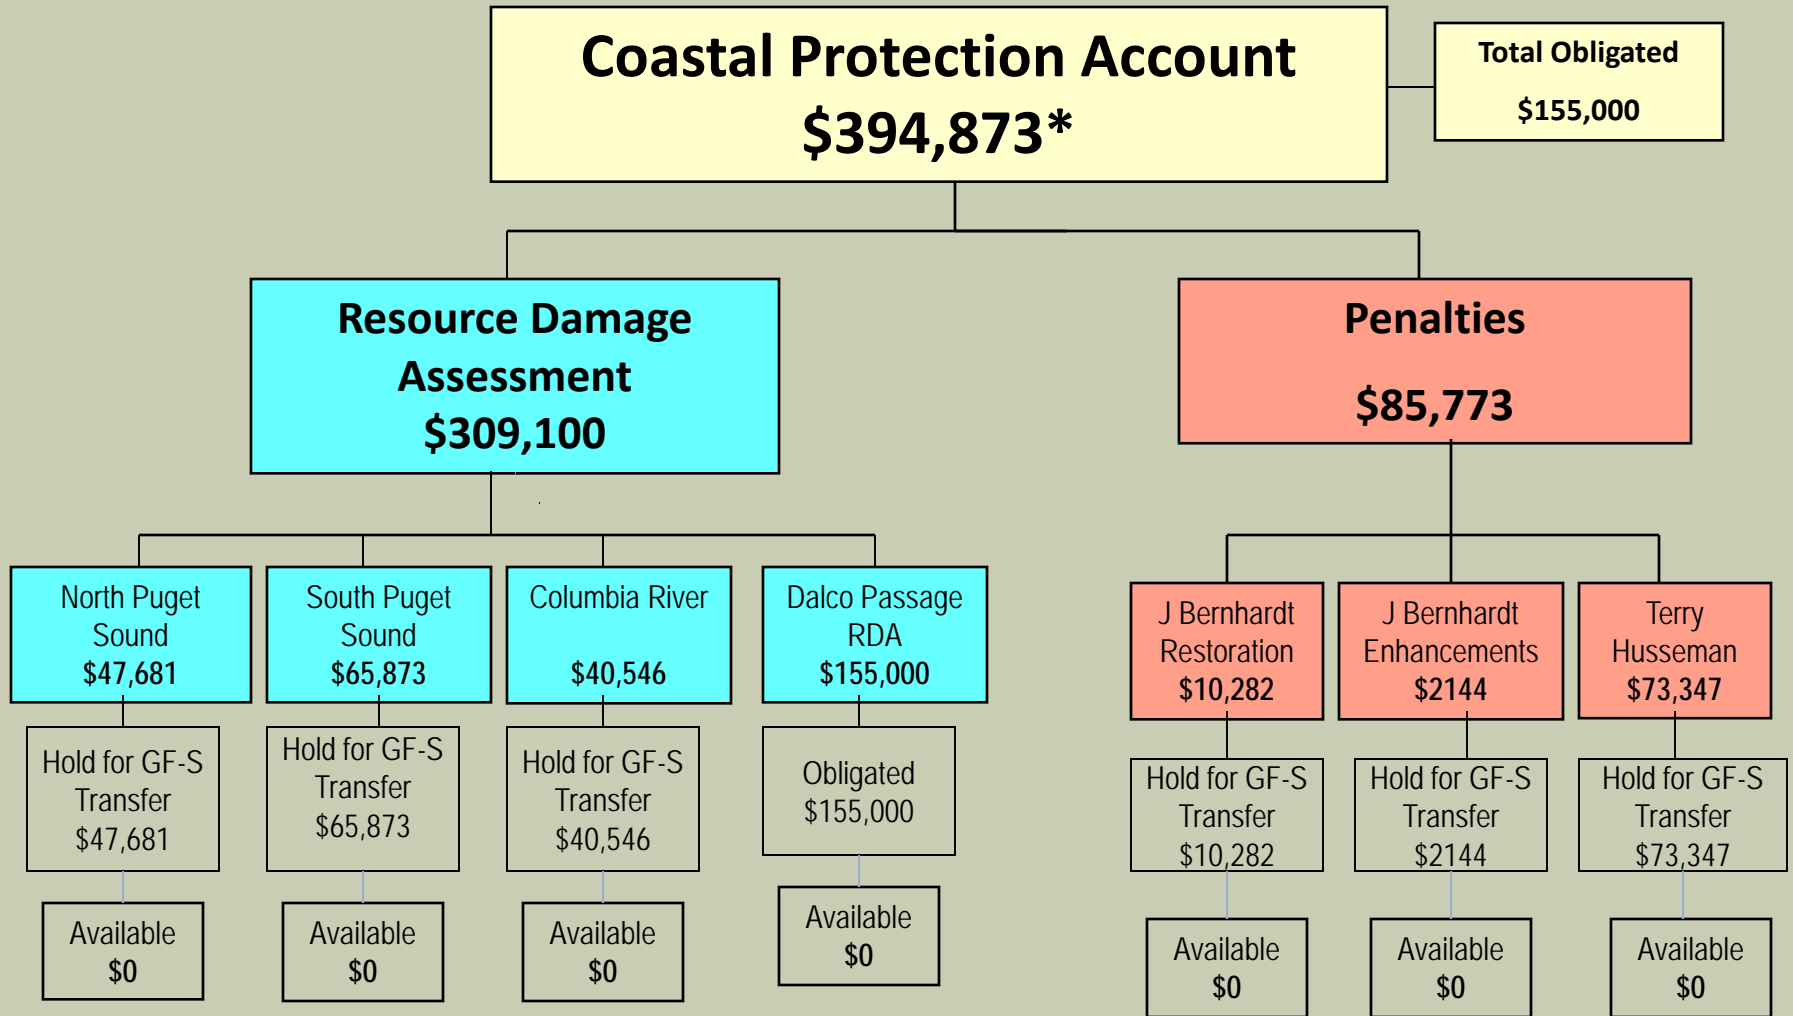 Coastal Protection Account
$394,873*
Total Obligated
$155,000
Resource Damage
Assessment
$309,100
Penalties
$85,773
North Puget
Sound
$47,681
South Puget
Sound
$65,873
Columbia River
$40,546
Dalco Passage
RDA
$155,000
J Bernhardt
Restoration
$10,282
J Bernhardt
Enhancements
$2144
Terry
Husseman
$73,347
Hold for GF-S
Transfer
$47,681
Hold for GF-S
Transfer
$65,873
Hold for GF-S
Transfer
$40,546
Obligated
$155,000
Hold for GF-S
Transfer
$10,282
Hold for GF-S
Transfer
$2144
Hold for GF-S
Transfer
$73,347
Available
$0
Available
$0
Available
$0
Available
$0
Available
$0
Available
$0
Available
$0